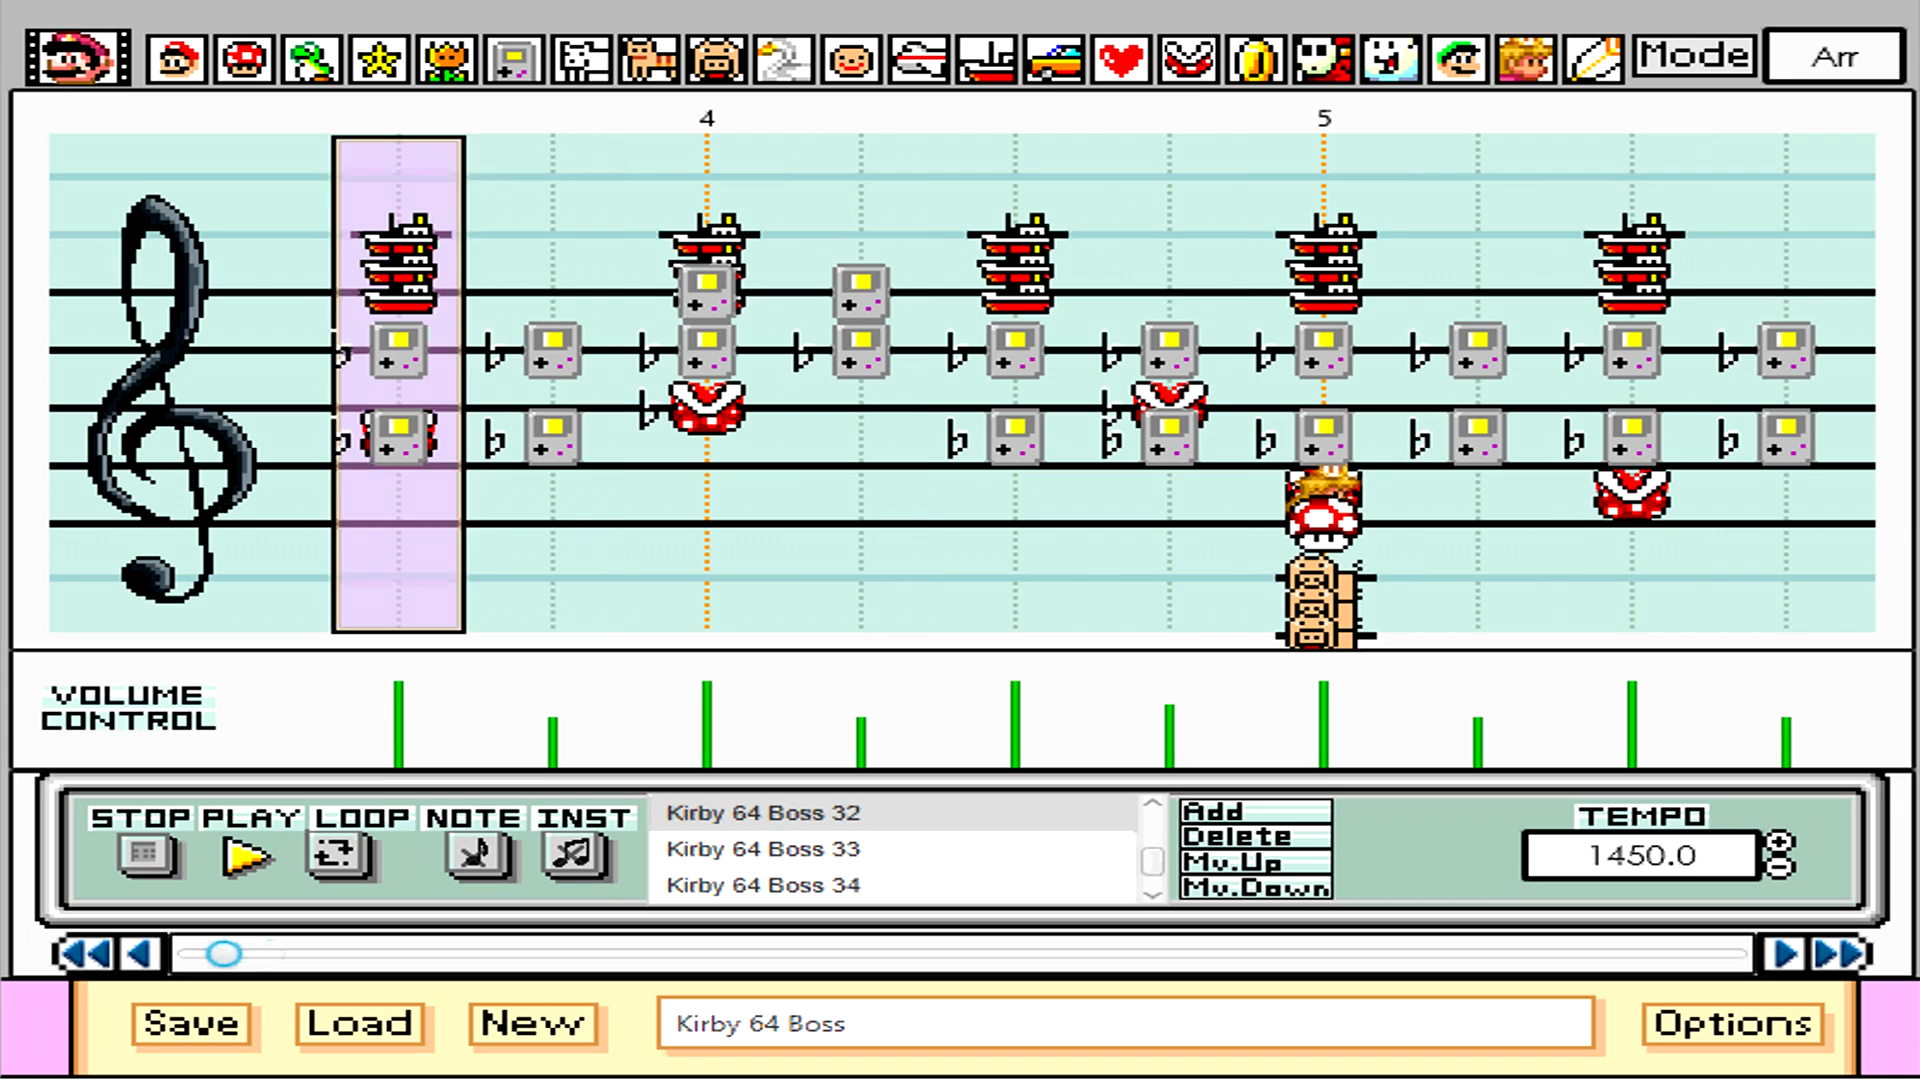 Mode
Arr
4
5
VOLUME
CONTROL
STOP PLAY LOOP NOTE INST
Kirby 64 Boss 32
Kirby 64 Boss 33
Kirby 64 Boss 34
Add
Delete
Mv.Up
Mv.Down
TEMPO
1450.0
Save
Load
New
Kirby 64 Boss
Options